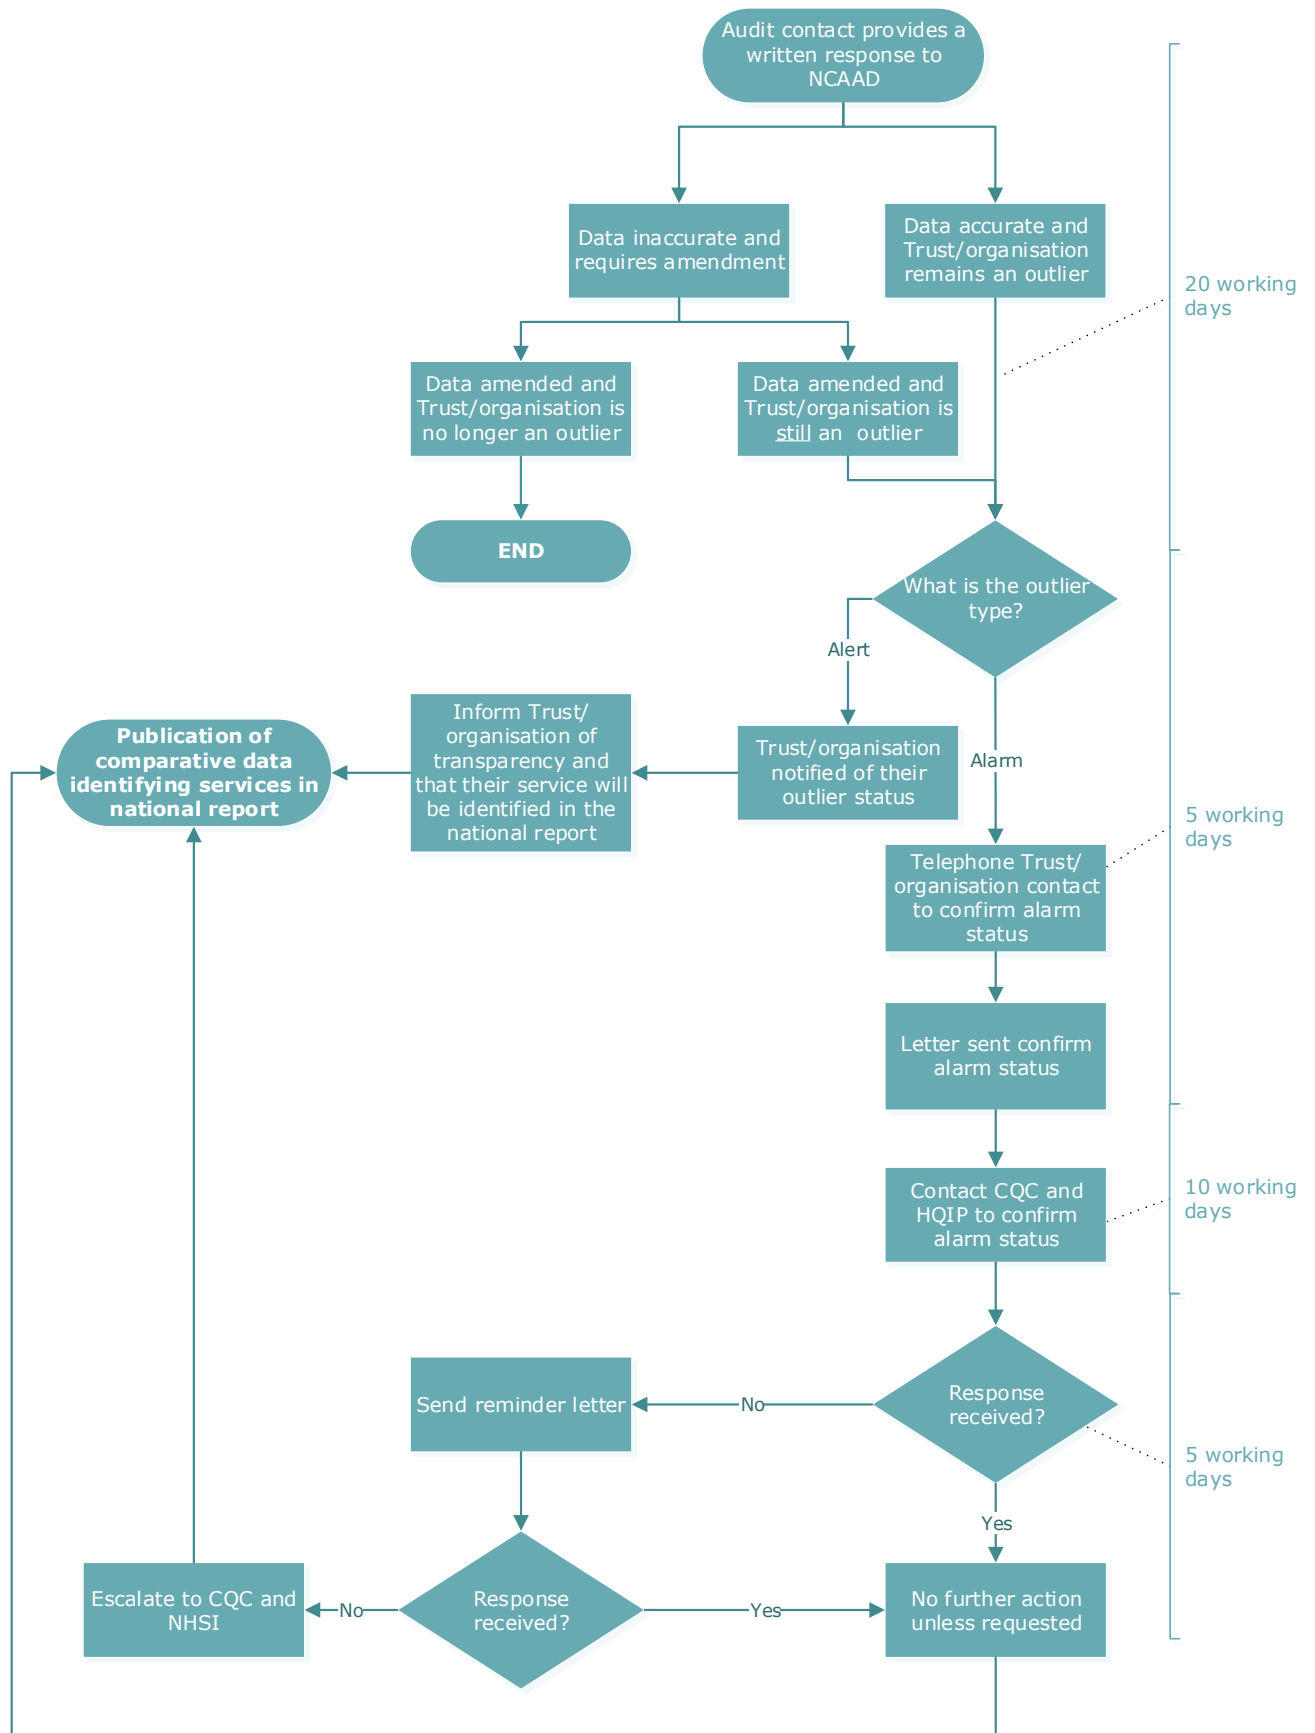 Audit contact provides a
written response to
NCAAD
Data inaccurate and
requires amendment
Data accurate and
Trust/organisation
remains an outlier
20 working
days
Data amended and
Trust/organisation is
no longer an outlier
Data amended and
Trust/organisation is
still an outlier
END
What is the outlier
type?
Alert
Alarm
Publication of
comparative data
identifying services in
national report
Inform Trust/
organisation of
transparency and
that their service will
be identified in the
national report
Trust/organisation
notified of their
outlier status
5 working
days
Telephone Trust/
organisation contact
to confirm alarm
status
Letter sent confirm
alarm status
Contact CQC and
HQIP to confirm
alarm status
10 working
days
Send reminder letter
No
Response
received?
5 working
days
Yes
Escalate to CQC and
NHSI
No
Response
received?
Yes
No further action
unless requested